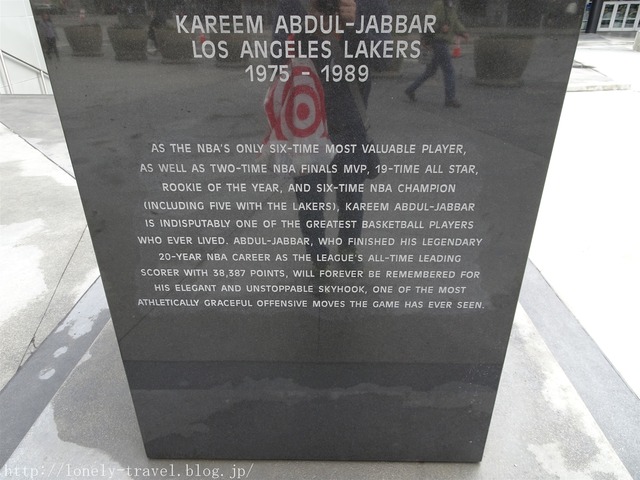 KAREEM ABDUL-JABBAR
LOS ANGELES LAKERS
1975 - 1989
AS THE NBA'S ONLY SIX-TIME MOST VALUABLE PLAYER,
AS WELL AS TWO-TIME NBA FINALS MVP, 19-TIME ALL STAR,
ROOKIE OF THE YEAR, AND SIX-TIME NBA CHAMPION
(INCLUDING FIVE WITH THE LAKERS), KAREEM ABDUL-JABBAR
IS INDISPUTABLY ONE OF THE GREATEST BASKETBALL PLAYERS
WHO EVER LIVED. ABDUL-JABBAR, WHO FINISHED HIS LEGENDARY
20-YEAR NBA CAREER AS THE LEAGUE'S ALL-TIME LEADING
SCORER WITH 38,387 POINTS, WILL FOREVER BE REMEMBERED FOR
HIS ELEGANT AND UNSTOPPABLE SKYHOOK, ONE OF THE MOST
ATHLETICALLY GRACEFUL OFFENSIVE MOVES THE GAME HAS EVER SEEN.
http://lonely-travel.blog.jp/